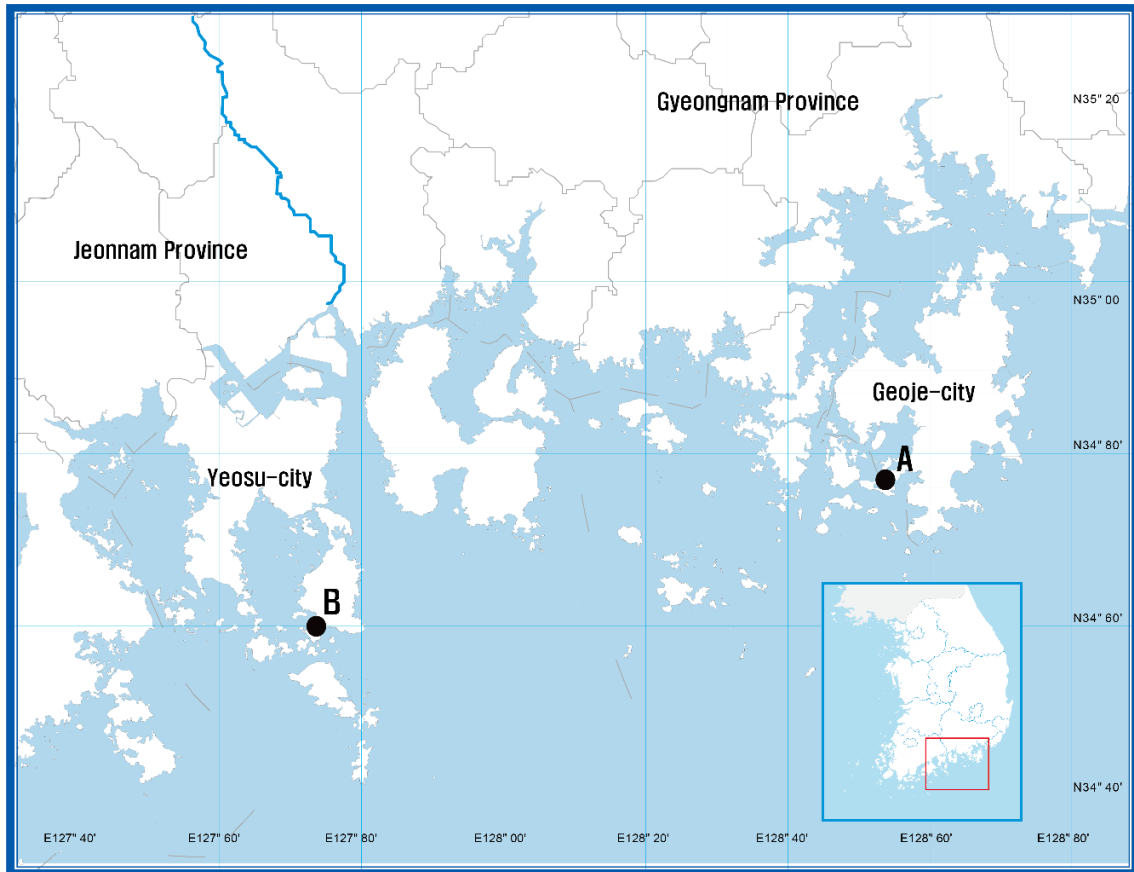 Gyeongnam Province
N35" 20
Jeonnam Province
N35" 00
Geoje-city
N34" 80
A
Yeosu-city
B
N34" 60
N34" 40
E127" 40
E127" 60
E127" 80
E128" 00
E128" 20
E128" 40
E128" 60
E128" 80